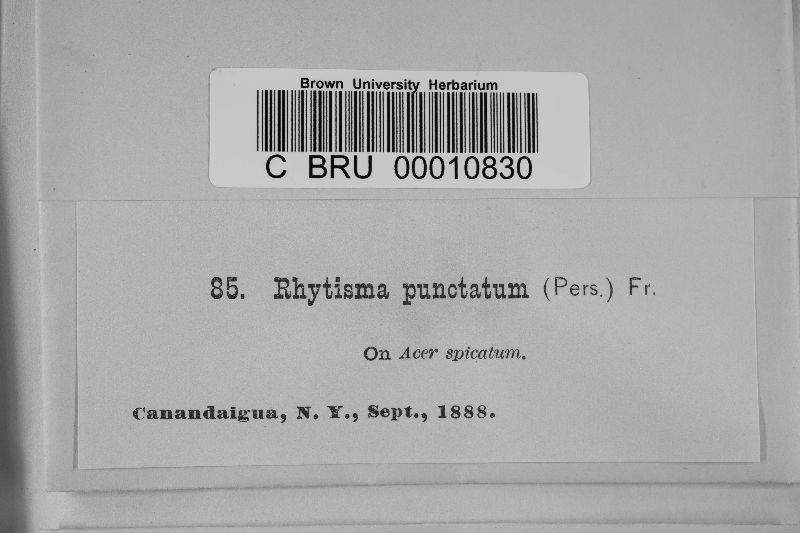 Brown University Herbarium
C BRU 00010830
85. Rhytisma punctatum (Pers.) Fr.
On Acer spicatum.
Canandaigua, N. Y., Sept., 1888.